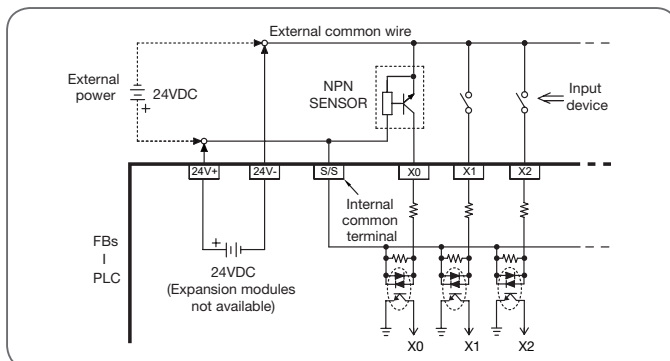 External common wire
External
power
24VDC
+
NPN
SENSOR
Input
device
24V+
24V-
S/S
X0
X1
X2
Internal
common
terminal
FBs
I
PLC
+
24VDC
(Expansion modules
not available)
X0
X1
X2